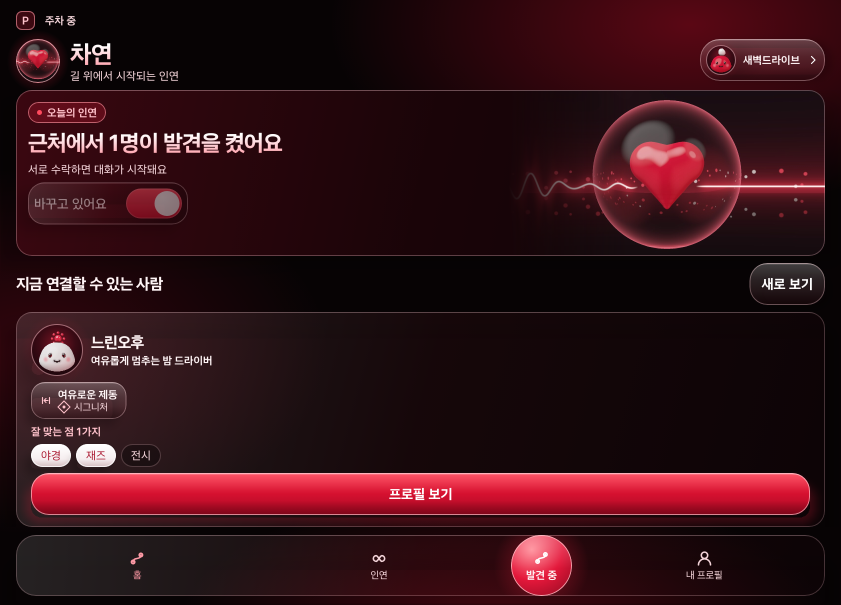 P 주차 중
차연
길 위에서 시작되는 인연
새벽드라이브
오늘의 인연
근처에서 1명이 발견을 켰어요
서로 수락하면 대화가 시작돼요
바꾸고 있어요
지금 연결할 수 있는 사람
새로 보기
느린오후
여유롭게 멈추는 밤 드라이버
여유로운 제동
시그니처
잘 맞는 점 1가지
야경 재즈 전시
프로필 보기
홈 인연 발견 중 내 프로필